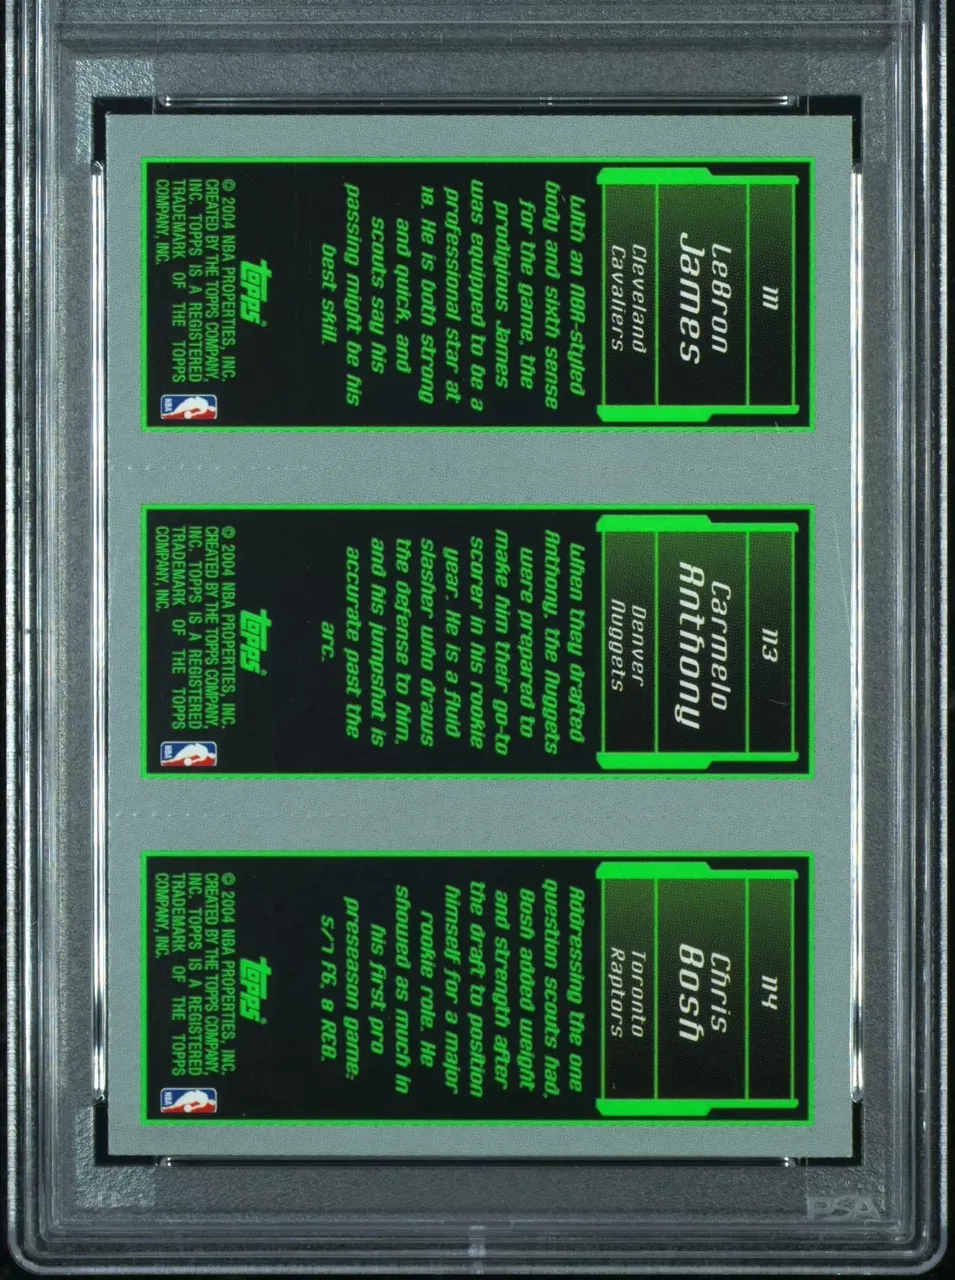 111
LeBron
James
Cleveland
Cavaliers
With an NBA-styled
body and sixth sense
for the game, the
prodigious James
was equipped to be a
professional star at
18. He is both strong
and quick, and
scouts say his
passing might be his
best skill.
topps®
© 2004 NBA PROPERTIES, INC.
CREATED BY THE TOPPS COMPANY,
INC. TOPPS IS A REGISTERED
TRADEMARK OF THE TOPPS
COMPANY, INC.
NBA
113
Carmelo
Anthony
Denver
Nuggets
When they drafted
Anthony, the Nuggets
were prepared to
make him their go-to
scorer in his rookie
year. He is a fluid
slasher who draws
the defense to him,
and his jumpshot is
accurate past the
arc.
topps®
© 2004 NBA PROPERTIES, INC.
CREATED BY THE TOPPS COMPANY,
INC. TOPPS IS A REGISTERED
TRADEMARK OF THE TOPPS
COMPANY, INC.
NBA
114
Chris
Bosh
Toronto
Raptors
Addressing the one
question scouts had,
Bosh added weight
and strength after
the draft to position
himself for a major
rookie role. He
showed as much in
his first pro
preseason game:
5/7 FG, 8 REB.
topps®
© 2004 NBA PROPERTIES, INC.
CREATED BY THE TOPPS COMPANY,
INC. TOPPS IS A REGISTERED
TRADEMARK OF THE TOPPS
COMPANY, INC.
NBA
PSA